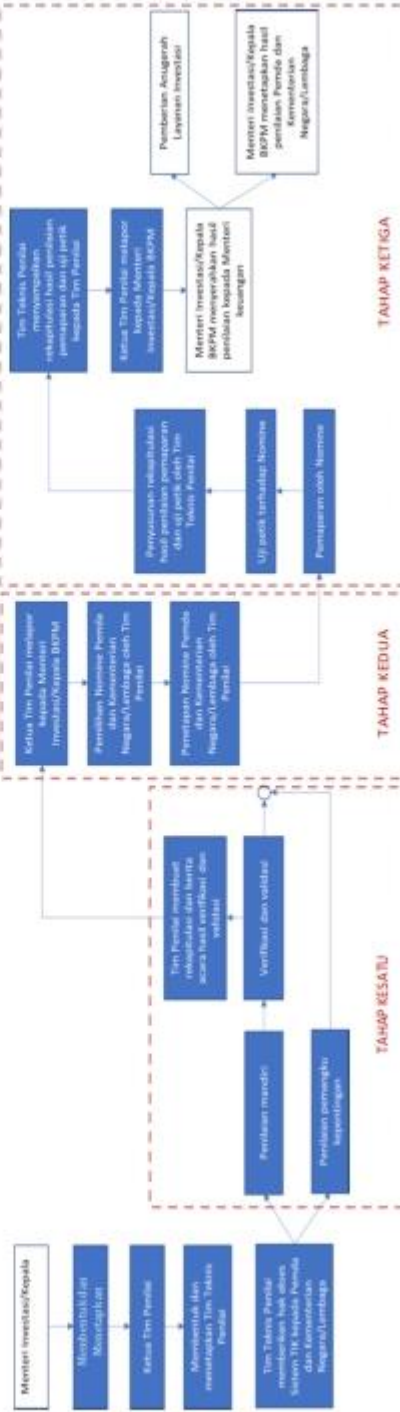 Menteri Investasi/Kepala
Membentuk dan
Menetapkan
Ketua Tim Penilai
Membentuk dan
menetapkan Tim Teknis
Penilai
Tim Teknis Penilai
memberikan hak akses
Sistem TIK kepada Pemda
dan Kementerian
Negara/Lembaga
Penilaian mandiri
Penilaian pemangku
kepentingan
Tim Penilai membuat
rekapitulasi dan berita
acara hasil verifikasi dan
validasi
Verifikasi dan validasi
TAHAP KESATU
Ketua Tim Penilai melapor
kepada Menteri
Investasi/Kepala BKPM
Pemilihan Nomine Pemda
dan Kementerian
Negara/Lembaga oleh Tim
Penilai
Penetapan Nomine Pemda
dan Kementerian
Negara/Lembaga oleh Tim
Penilai
TAHAP KEDUA
Pemaparan oleh Nomine
Uji petik terhadap Nomine
Penyusunan rekapitulasi
hasil penilaian pemaparan
dan uji petik oleh Tim
Teknis Penilai
Tim Teknis Penilai
menyampaikan
rekapitulasi hasil penilaian
pemaparan dan uji petik
kepada Tim Penilai
Ketua Tim Penilai melapor
kepada Menteri
Investasi/Kepala BKPM
Menteri Investasi/Kepala
BKPM menyerahkan hasil
penilaian kepada Menteri
keuangan
Pemberian Anugerah
Layanan Investasi
Menteri Investasi/Kepala
BKPM menetapkan hasil
penilaian Pemda dan
Kementerian
Negara/Lembaga
TAHAP KETIGA